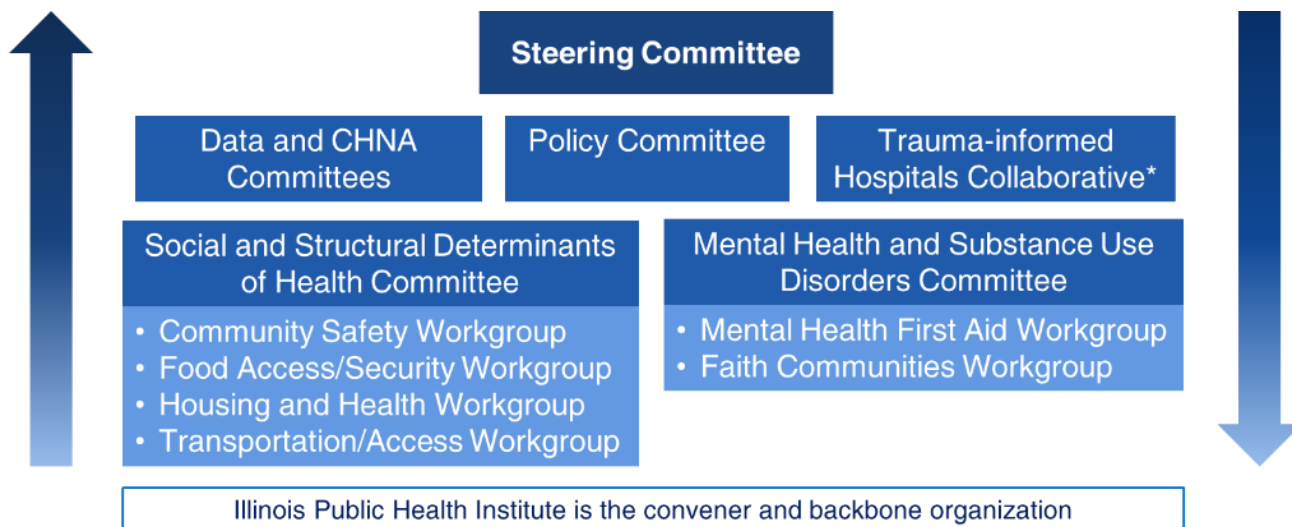 Steering Committee
Data and CHNA
Committees
Policy Committee
Trauma-informed
Hospitals Collaborative*
Social and Structural Determinants
of Health Committee
• Community Safety Workgroup
• Food Access/Security Workgroup
• Housing and Health Workgroup
• Transportation/Access Workgroup
Mental Health and Substance Use
Disorders Committee
• Mental Health First Aid Workgroup
• Faith Communities Workgroup
Illinois Public Health Institute is the convener and backbone organization